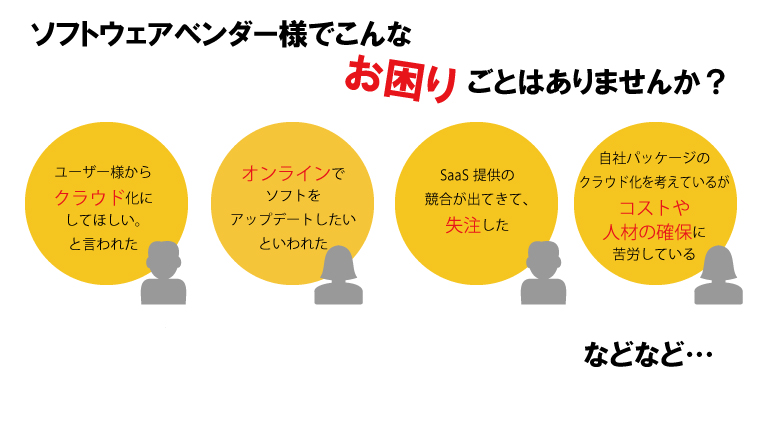 ソフトウェアベンダー様でこんな
お困りごとはありませんか？
ユーザー様から
クラウド化に
してほしい。
と言われた
オンラインで
ソフトを
アップデートしたい
といわれた
SaaS提供の
競合が出てきて、
失注した
自社パッケージの
クラウド化を考えているが
コストや
人材の確保に
苦労している
などなど…